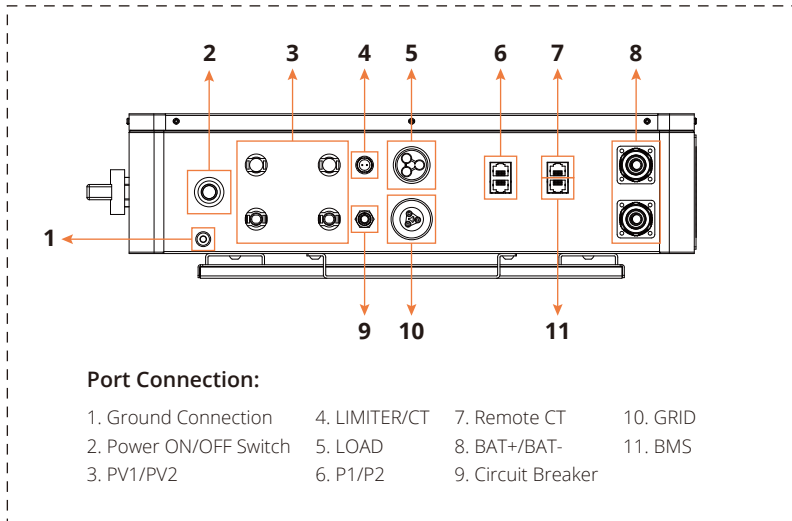 2 3 4 5 6 7 8
1
9 10 11
Port Connection:
1. Ground Connection 4. LIMITER/CT 7. Remote CT 10. GRID
2. Power ON/OFF Switch 5. LOAD 8. BAT+/BAT- 11. BMS
3. PV1/PV2 6. P1/P2 9. Circuit Breaker